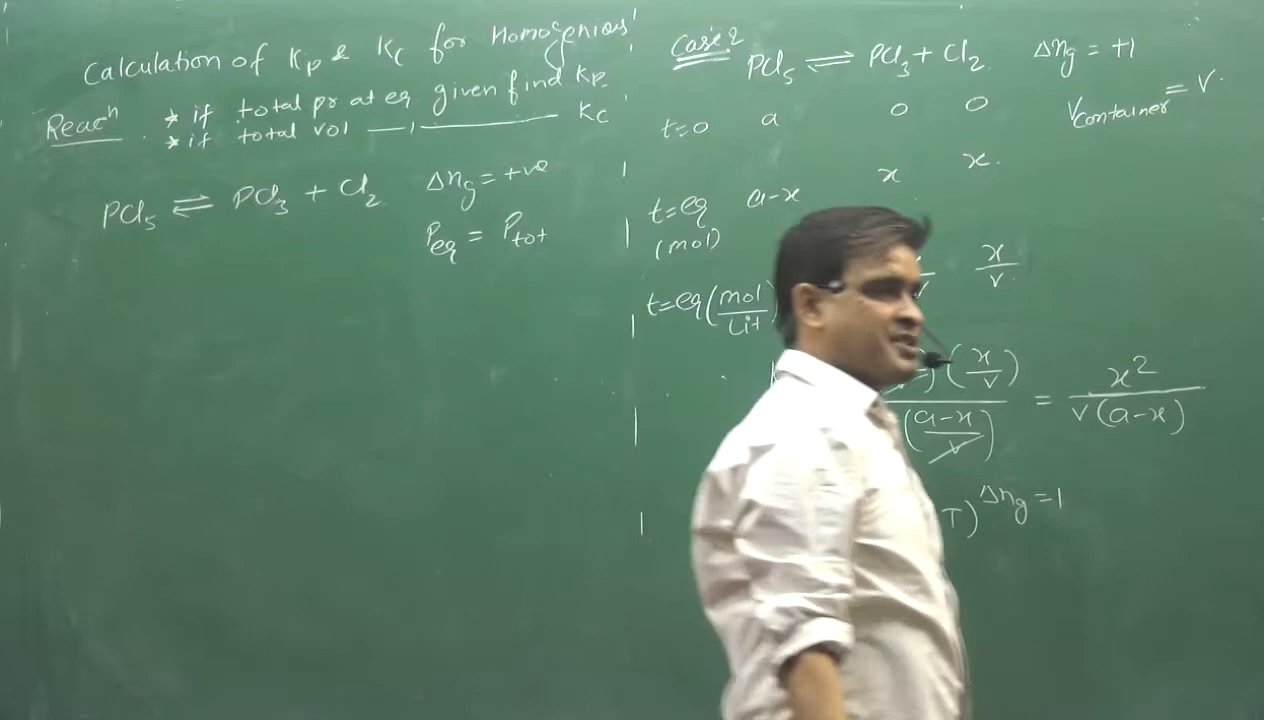 Calculation of Kp & Kc for Homogenious
Reacⁿ * if total pr at eq given find Kp
* if total vol —,— Kc
PCl₅ ⇌ PCl₃ + Cl₂ Δng = +ve
Peq = Ptot
Case 2 PCl₅ ⇌ PCl₃ + Cl₂ Δng = +1
t=0 a 0 0 Vcontainer = V
t=eq a-x x x
(mol)
t=eq (mol/Lit) x/v
(x/v) / ((a-x)/v) = x²/v(a-x)
T)^Δng=1